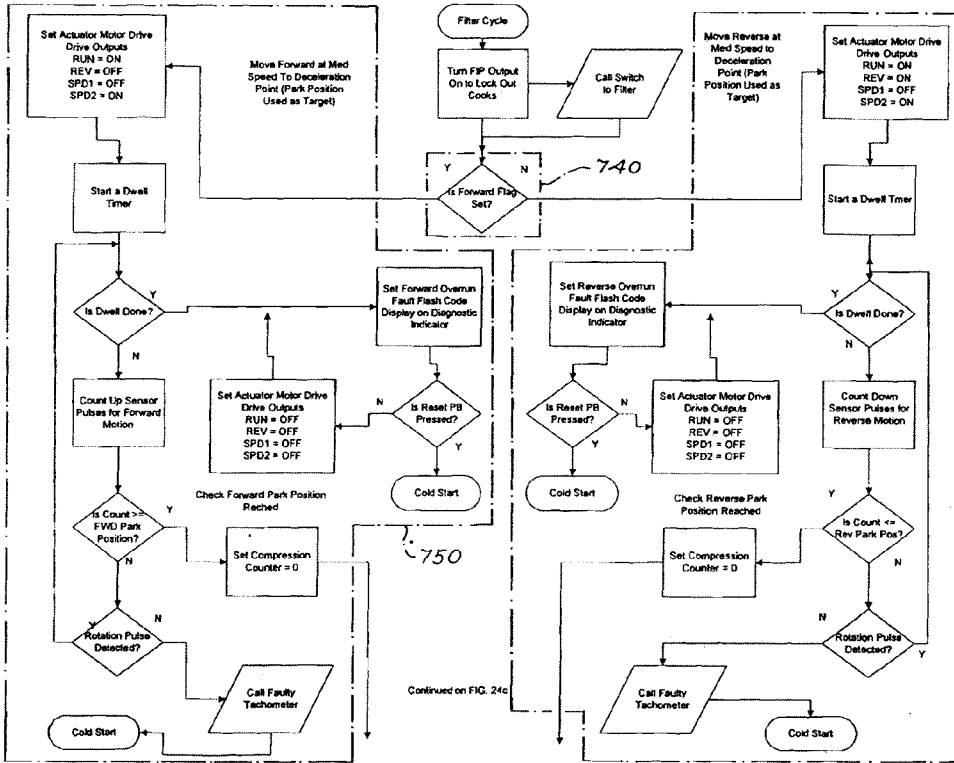 Filter Cycle
Turn FIP Output
On to Lock Out
Cooks
Call Switch
to Filter
Y
N
Is Forward Flag
Set?
740
Set Actuator Motor Drive
Drive Outputs
RUN = ON
REV = OFF
SPD1 = OFF
SPD2 = ON
Move Forward at Med
Speed To Deceleration
Point (Park Position
Used as Target)
Start a Dwell
Timer
Is Dwell Done?
Y
N
Set Forward Overrun
Fault Flash Code
Display on Diagnostic
Indicator
Count Up Sensor
Pulses for Forward
Motion
Set Actuator Motor Drive
Drive Outputs
RUN = OFF
REV = OFF
SPD1 = OFF
SPD2 = OFF
N
Is Reset PB
Pressed?
Y
Cold Start
Check Forward Park Position
Reched
Is Count >=
FWD Park
Position?
Y
N
Set Compression
Counter = 0
750
Y
Rotation Pulse
Detected?
N
Call Faulty
Tachometer
Cold Start
Move Reverse at
Med Speed to
Deceleration
Point (Park
Position Used as
Target)
Set Actuator Motor Drive
Drive Outputs
RUN = ON
REV = ON
SPD1 = OFF
SPD2 = ON
Start a Dwell Timer
Set Reverse Overrun
Fault Flash Code
Display on Diagnostic
Indicator
Y
Is Dwell Done?
N
Is Reset PB
Pressed?
N
Y
Set Actuator Motor Drive
Drive Outputs
RUN = OFF
REV = OFF
SPD1 = OFF
SPD2 = OFF
Count Down
Sensor Pulses for
Reverse Motion
Cold Start
Check Reverse Park
Position Reached
Y
Is Count <=
Rev Park Pos?
N
Set Compression
Counter = 0
N
Rotation Pulse
Detected?
Y
Call Faulty
Tachometer
Cold Start
Continued on FIG. 24c